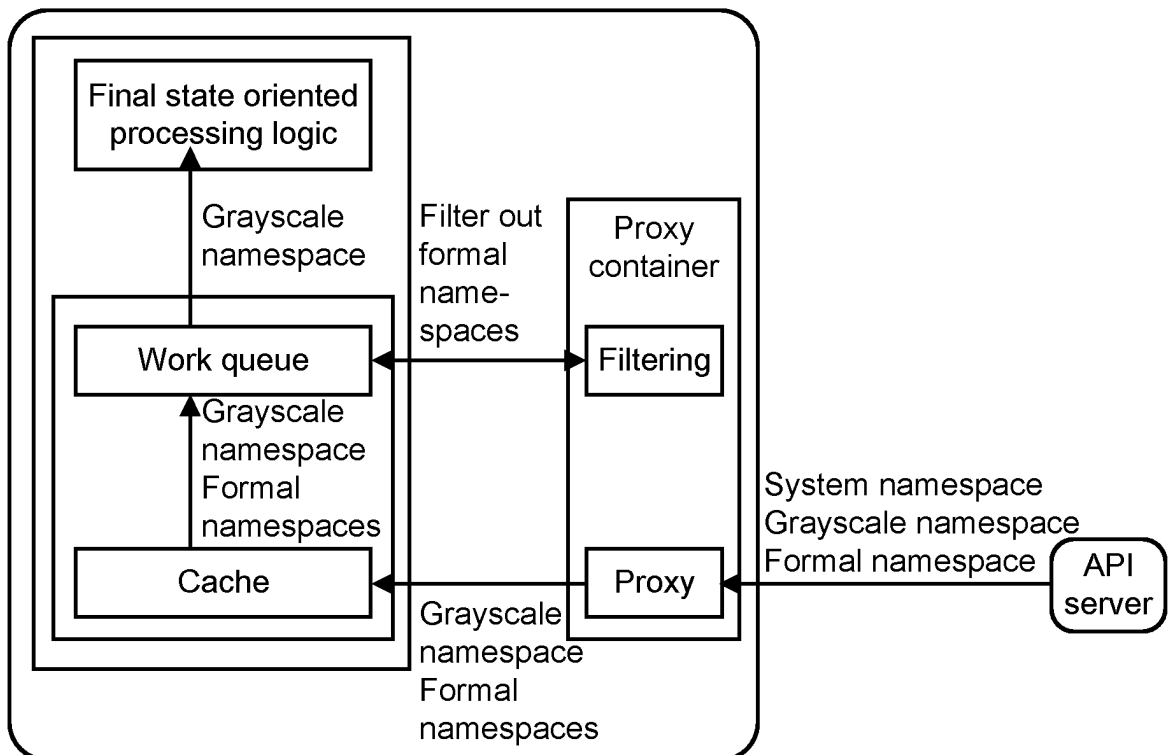 Final state oriented
processing logic
Grayscale
namespace
Filter out
formal
name-
spaces
Proxy
container
Work queue
Filtering
Grayscale
namespace
Formal
namespaces
System namespace
Grayscale namespace
Formal namespace
Cache
Proxy
API
server
Grayscale
namespace
Formal
namespaces